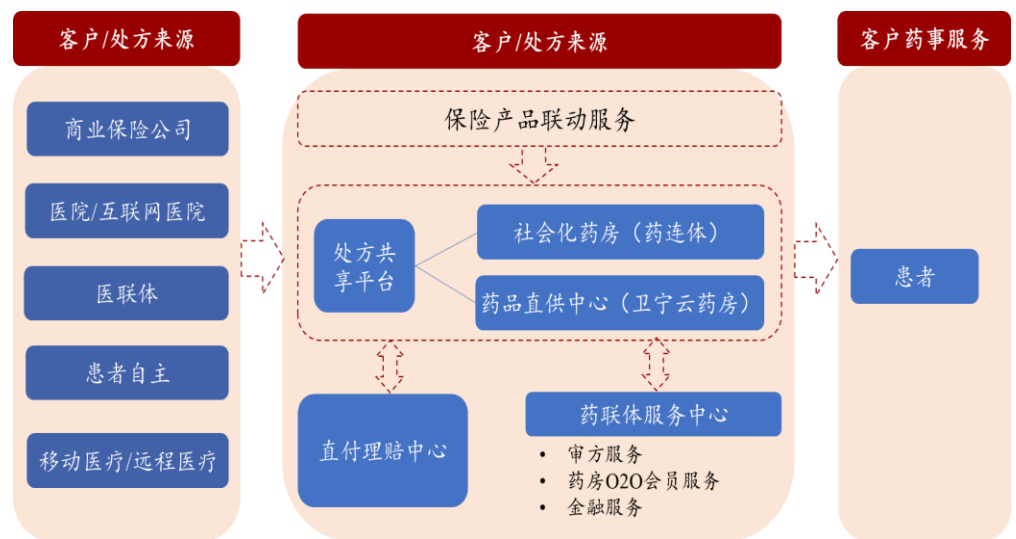 客户/处方来源
商业保险公司
医院/互联网医院
医联体
患者自主
移动医疗/远程医疗
客户/处方来源
保险产品联动服务
处方共
享平台
社会化药房（药连体）
药品直供中心（卫宁云药房）
直付理赔中心
药联体服务中心
• 审方服务
• 药房O2O会员服务
• 金融服务
客户药事服务
患者